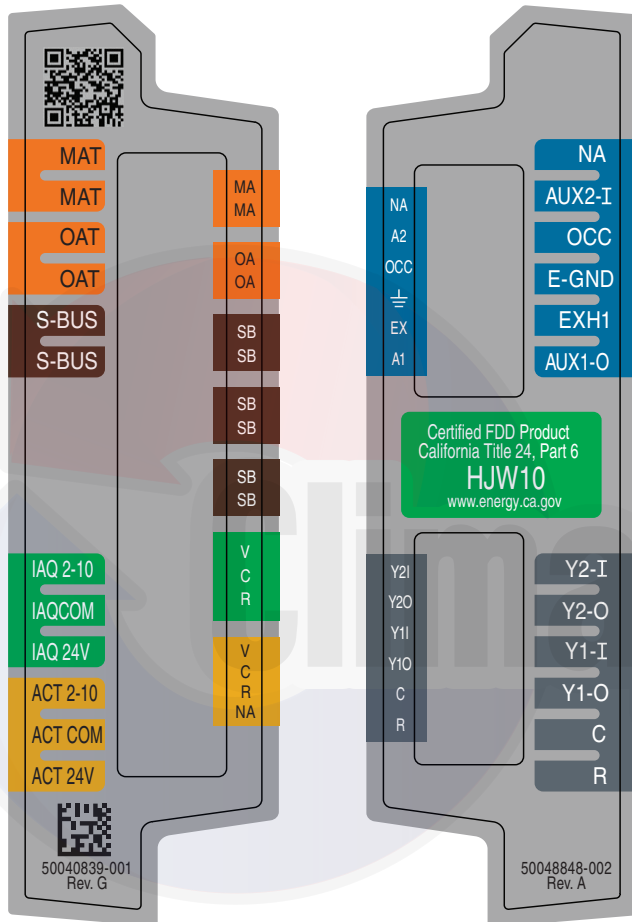 MAT
MAT
OAT
OAT
S-BUS
S-BUS
IAQ 2-10
IAQCOM
IAQ 24V
ACT 2-10
ACT COM
ACT 24V
50040839-001
Rev. G
MA
MA
OA
OA
SB
SB
SB
SB
SB
SB
V
C
R
V
C
R
NA
NA
A2
OCC
EX
A1
Certified FDD Product
California Title 24, Part 6
HJW10
www.energy.ca.gov
Y2I
Y2O
Y1I
Y1O
C
R
NA
AUX2-I
OCC
E-GND
EXH1
AUX1-O
Y2-I
Y2-O
Y1-I
Y1-O
C
R
50048848-002
Rev. A
Clima